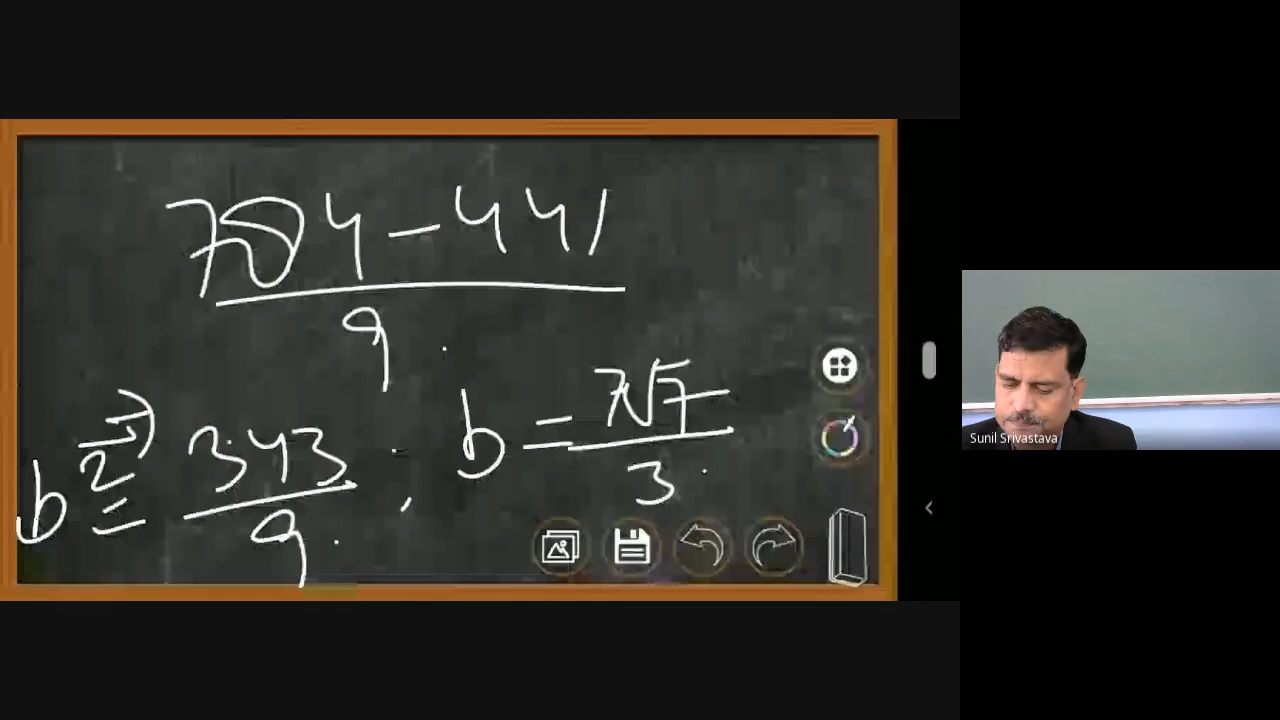 784 - 441
9
b² = 343 / 9 , b = 7√7 / 3
Sunil Srivastava